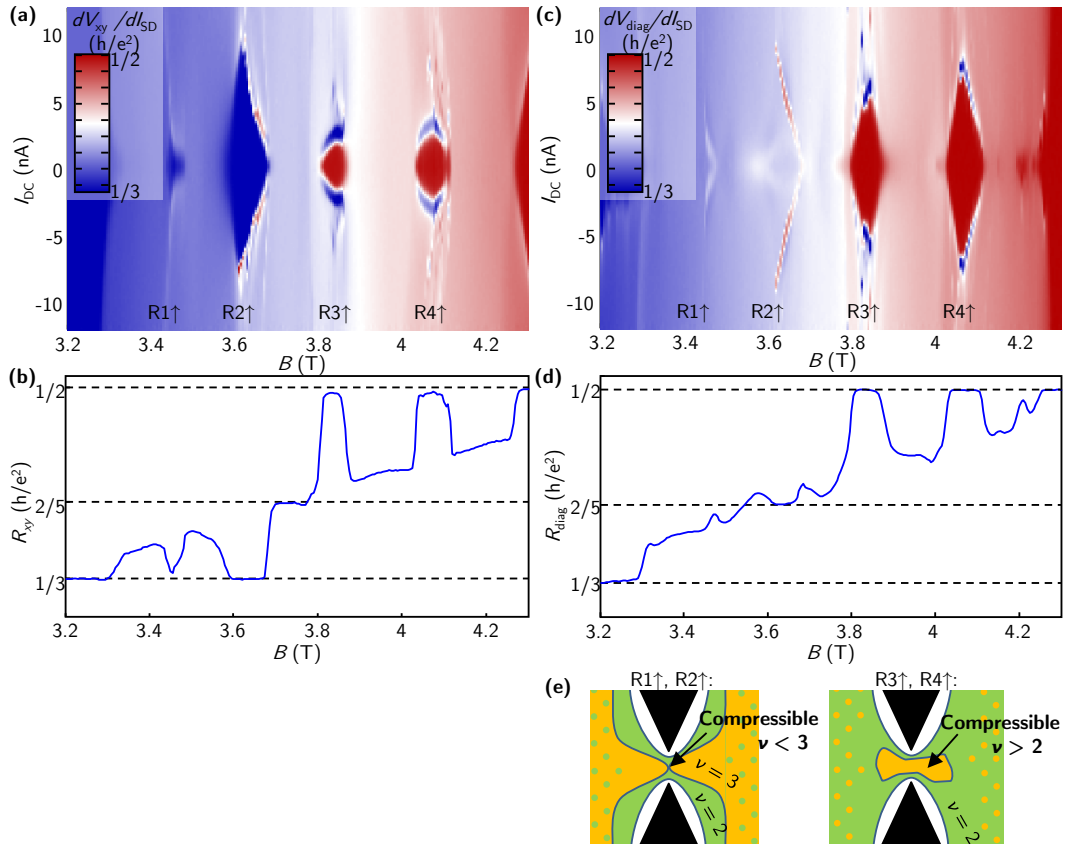 (a)
dV_xy/dI_SD
(h/e²)
1/2
1/3
10
5
0
-5
-10
I_DC (nA)
R1↑ R2↑ R3↑ R4↑
3.2 3.4 3.6 3.8 4 4.2
B (T)
(c)
dV_diag/dI_SD
(h/e²)
1/2
1/3
10
5
0
-5
-10
I_DC (nA)
R1↑ R2↑ R3↑ R4↑
3.2 3.4 3.6 3.8 4 4.2
B (T)
(b)
1/2
2/5
1/3
R_xy (h/e²)
3.2 3.4 3.6 3.8 4 4.2
B (T)
(d)
1/2
2/5
1/3
R_diag (h/e²)
3.2 3.4 3.6 3.8 4 4.2
B (T)
(e)
R1↑, R2↑:
Compressible
ν < 3
ν = 3
ν = 2
R3↑, R4↑:
Compressible
ν > 2
ν = 2